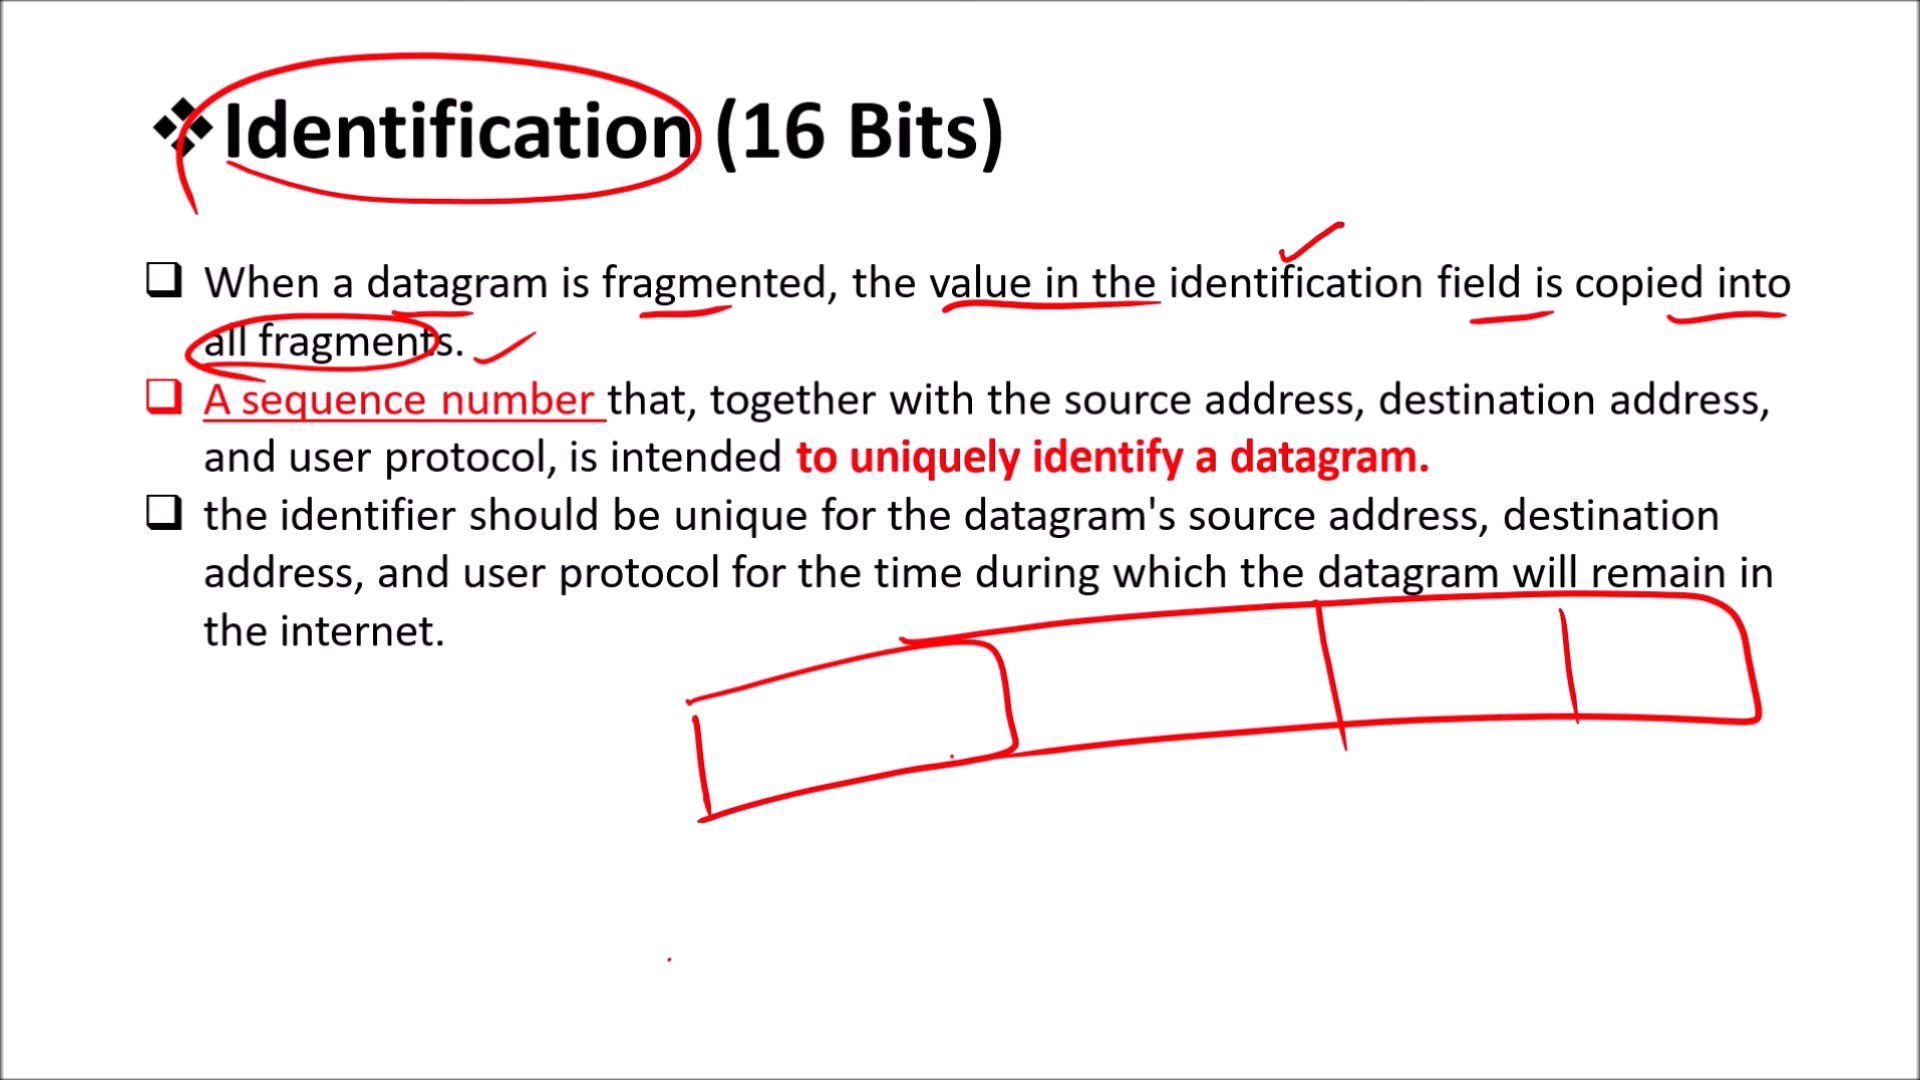 Identification (16 Bits)
When a datagram is fragmented, the value in the identification field is copied into
all fragments.
A sequence number that, together with the source address, destination address,
and user protocol, is intended to uniquely identify a datagram.
the identifier should be unique for the datagram's source address, destination
address, and user protocol for the time during which the datagram will remain in
the internet.